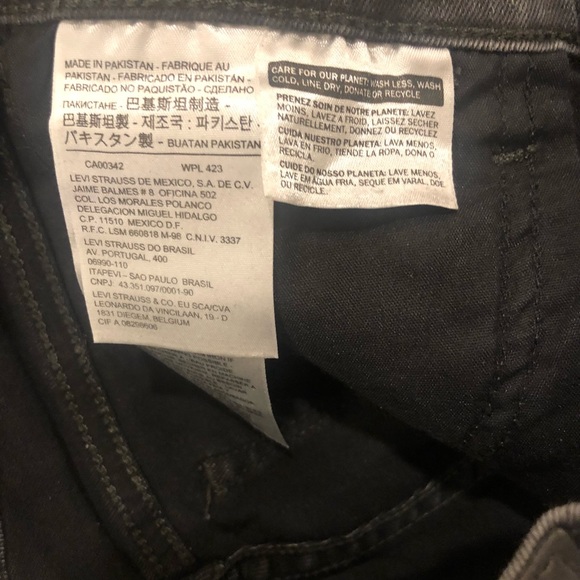 MADE IN PAKISTAN - FABRIQUE AU
PAKISTAN - FABRICADO EN PAKISTÁN -
FABRICADO NO PAQUISTÃO - СДЕЛАНО
ПАКИСТАНЕ - 巴基斯坦制造 -
巴基斯坦製 - 제조국 : 파키스탄 -
パキスタン製 - BUATAN PAKISTAN
CA00342 WPL 423
LEVI STRAUSS DE MEXICO, S.A. DE C.V.
JAIME BALMES # 8 OFICINA 502
COL. LOS MORALES POLANCO
DELEGACION MIGUEL HIDALGO
C.P. 11510 MEXICO D.F.
R.F.C. LSM 860818 M-98 C.N.I.V. 3337
LEVI STRAUSS DO BRASIL
AV. PORTUGAL, 400
06990-110
ITAPEVI - SAO PAULO BRASIL
CNPJ: 43.351.097/0001-90
LEVI STRAUSS & CO. EU SCA/CVA
LEONARDO DA VINCILAAN, 19 - D
1831 DIEGEM, BELGIUM
CIF A 08256606
CARE FOR OUR PLANET: WASH LESS, WASH
COLD, LINE DRY, DONATE OR RECYCLE
PRENEZ SOIN DE NOTRE PLANETE: LAVEZ
MOINS, LAVEZ A FROID, LAISSEZ SÉCHER
NATURELLEMENT, DONNEZ OU RECYCLEZ
CUIDA NUESTRO PLANETA: LAVA MENOS,
LAVA EN FRIO, TIENDE LA ROPA, DONA O
RECICLA.
CUIDE DO NOSSO PLANETA: LAVE MENOS,
LAVE EM ÁGUA FRIA, SEQUE EM VARAL, DOE
OU RECICLE.